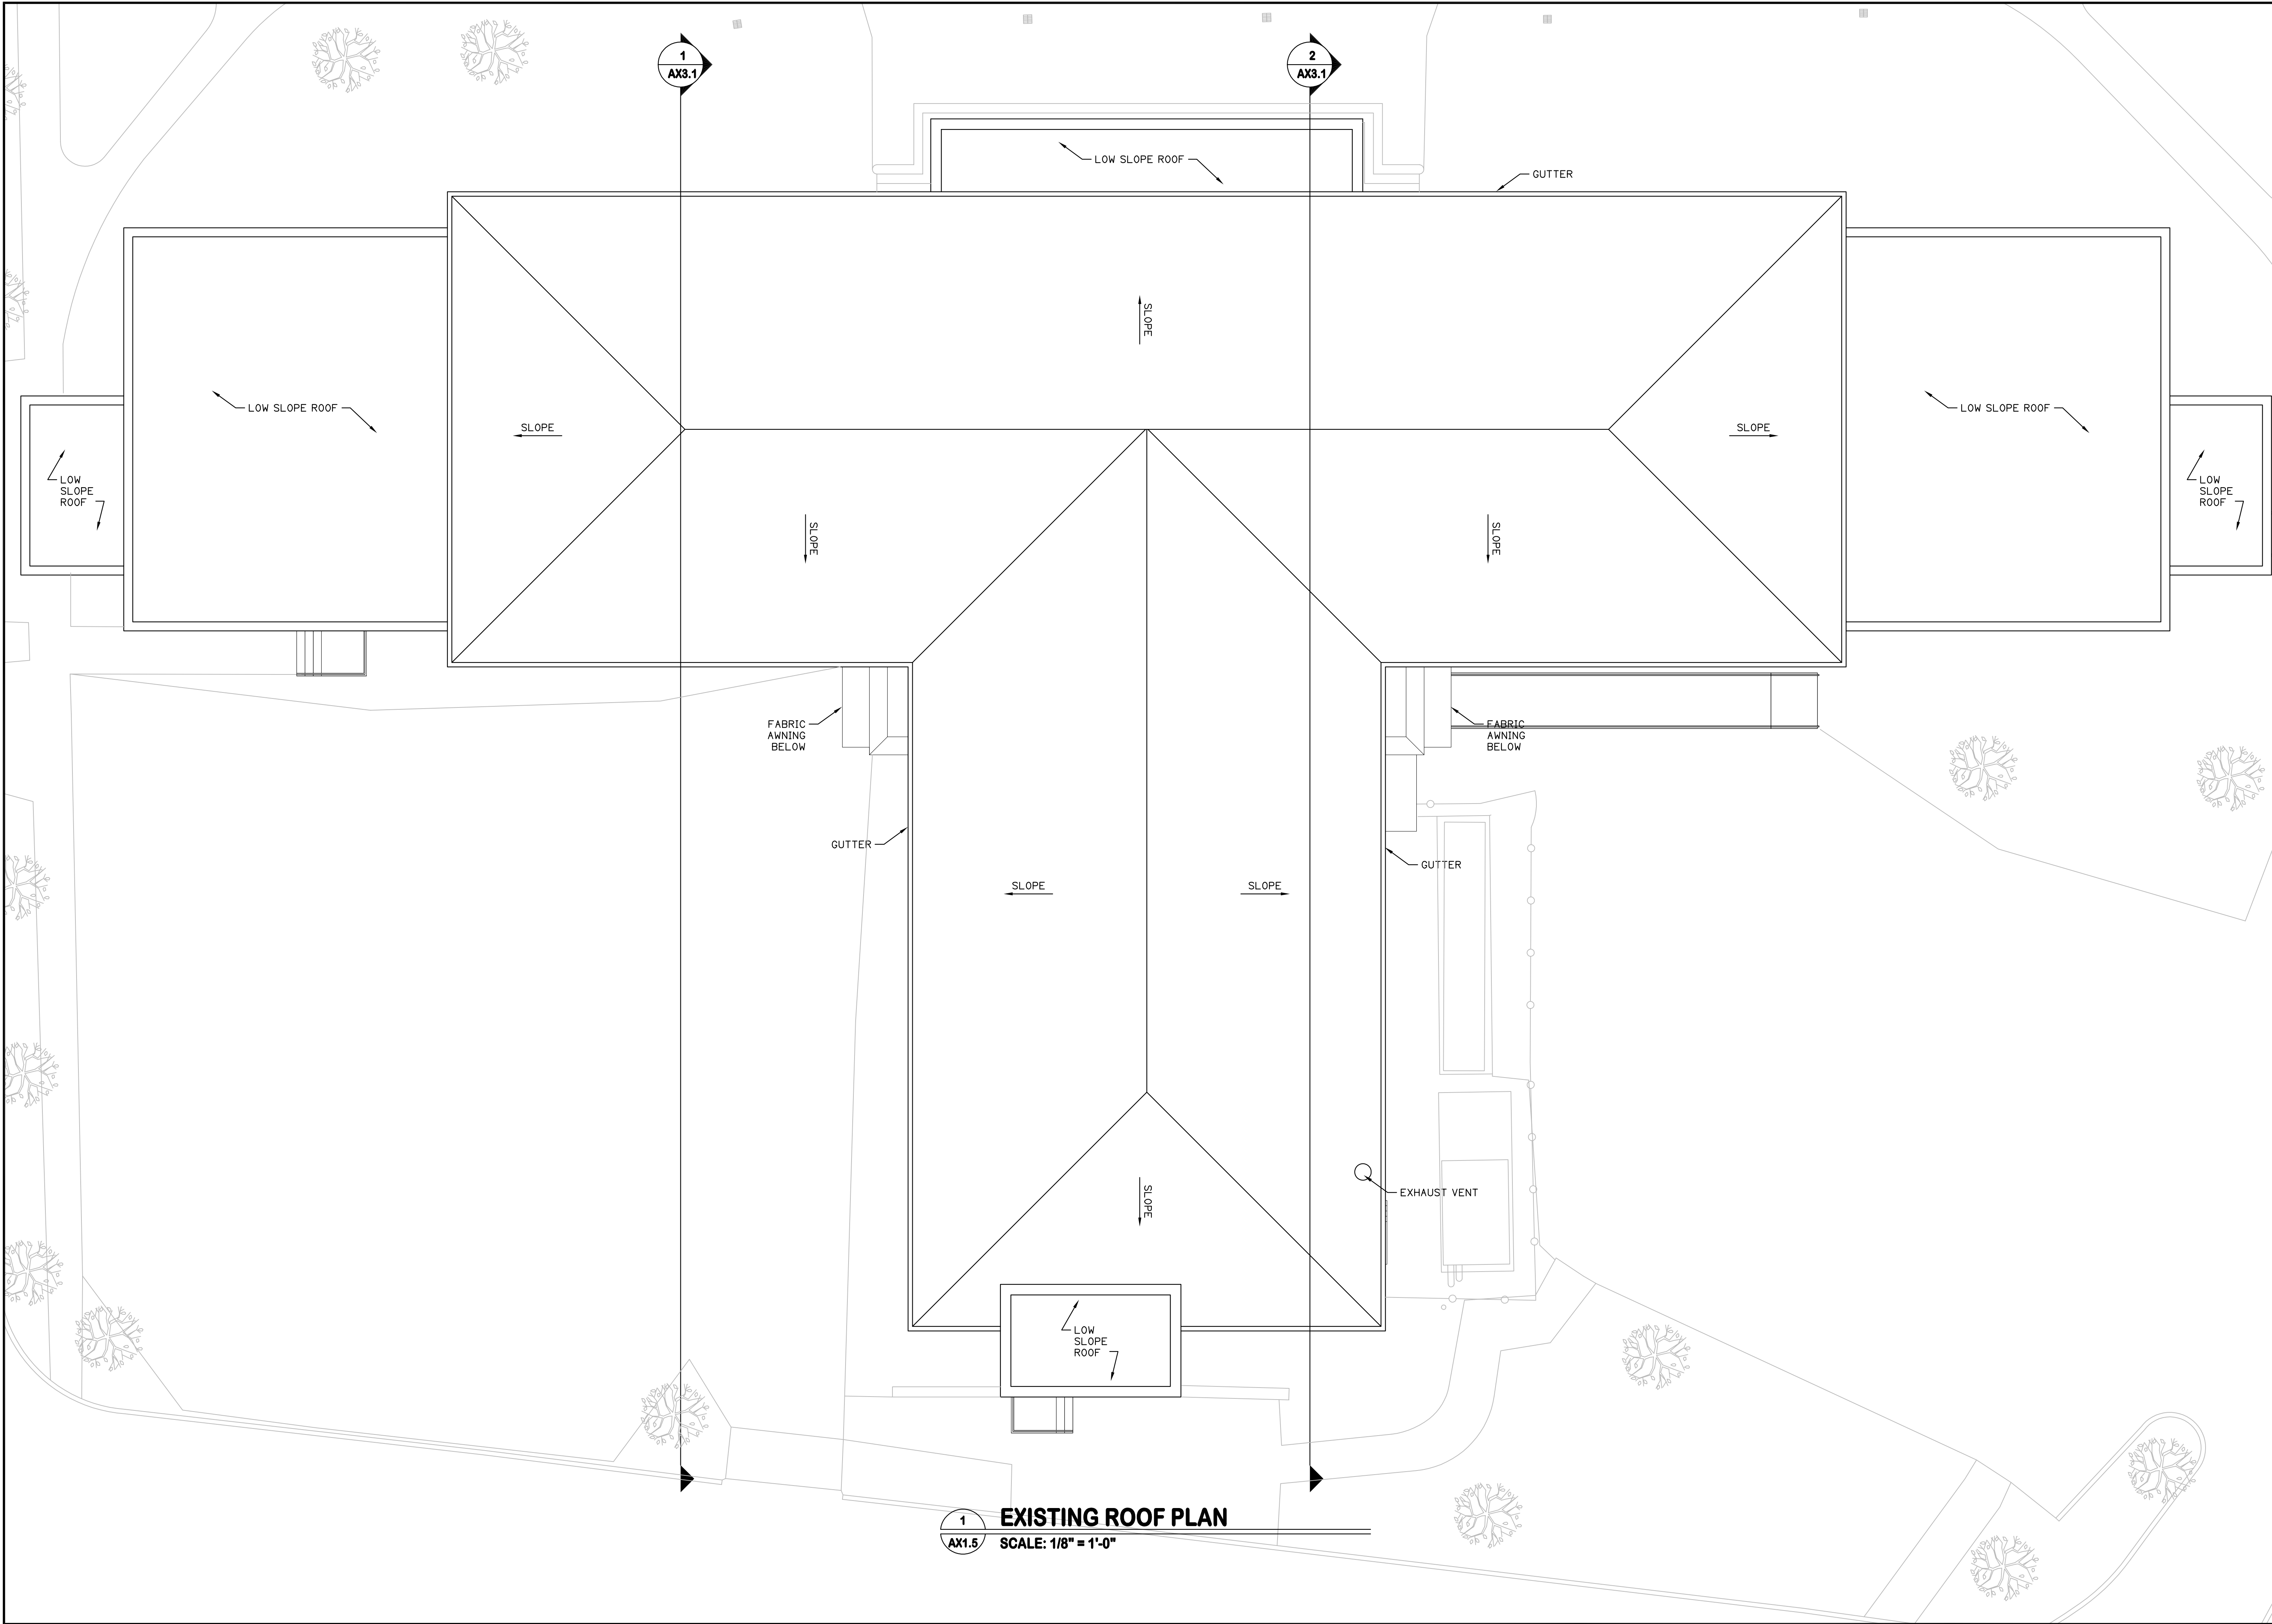 1
AX3.1
2
AX3.1
LOW SLOPE ROOF
GUTTER
SLOPE
LOW SLOPE ROOF
SLOPE
SLOPE
LOW SLOPE ROOF
LOW
SLOPE
ROOF
LOW
SLOPE
ROOF
SLOPE
SLOPE
FABRIC
AWNING
BELOW
FABRIC
AWNING
BELOW
GUTTER
GUTTER
SLOPE
SLOPE
EXHAUST VENT
SLOPE
LOW
SLOPE
ROOF
1
AX1.5
EXISTING ROOF PLAN
SCALE: 1/8" = 1'-0"